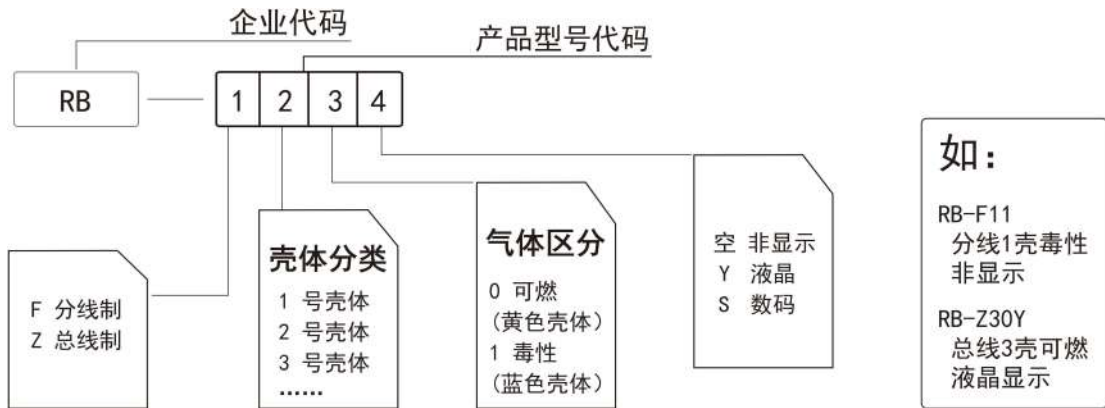 企业代码
产品型号代码
RB
1 2 3 4
如：
RB-F11
分线1壳毒性
非显示
RB-Z30Y
总线3壳可燃
液晶显示
F 分线制
Z 总线制
壳体分类
1 号壳体
2 号壳体
3 号壳体
……
气体区分
0 可燃
(黄色壳体)
1 毒性
(蓝色壳体)
空 非显示
Y 液晶
S 数码